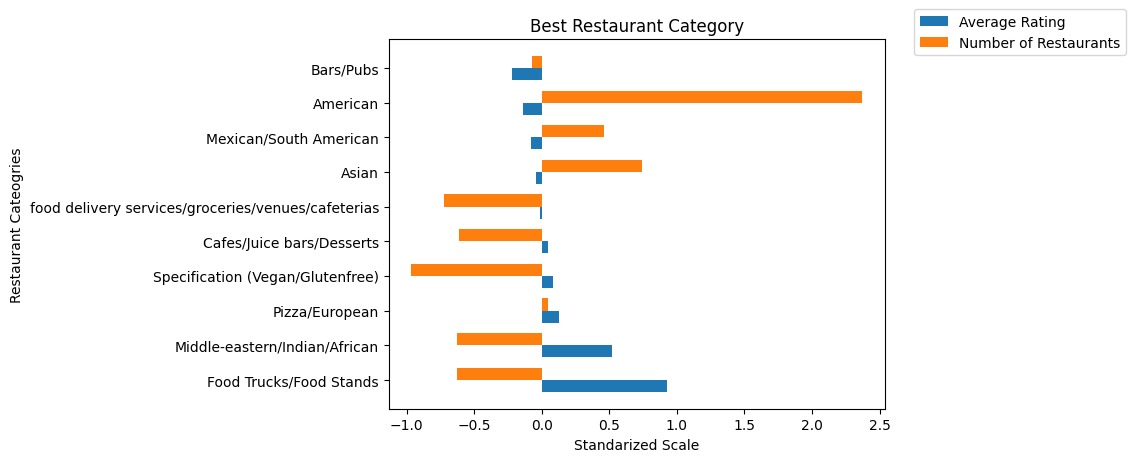 Best Restaurant Category
Average Rating
Number of Restaurants
Restaurant Cateogries
Bars/Pubs
American
Mexican/South American
Asian
food delivery services/groceries/venues/cafeterias
Cafes/Juice bars/Desserts
Specification (Vegan/Glutenfree)
Pizza/European
Middle-eastern/Indian/African
Food Trucks/Food Stands
−1.0 −0.5 0.0 0.5 1.0 1.5 2.0 2.5
Standarized Scale